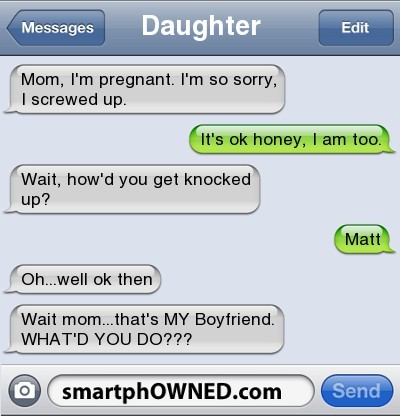 Messages
Daughter
Edit
Mom, I'm pregnant. I'm so sorry,
I screwed up.
It's ok honey, I am too.
Wait, how'd you get knocked
up?
Matt
Oh...well ok then
Wait mom...that's MY Boyfriend.
WHAT'D YOU DO???
smartphOWNED.com
Send